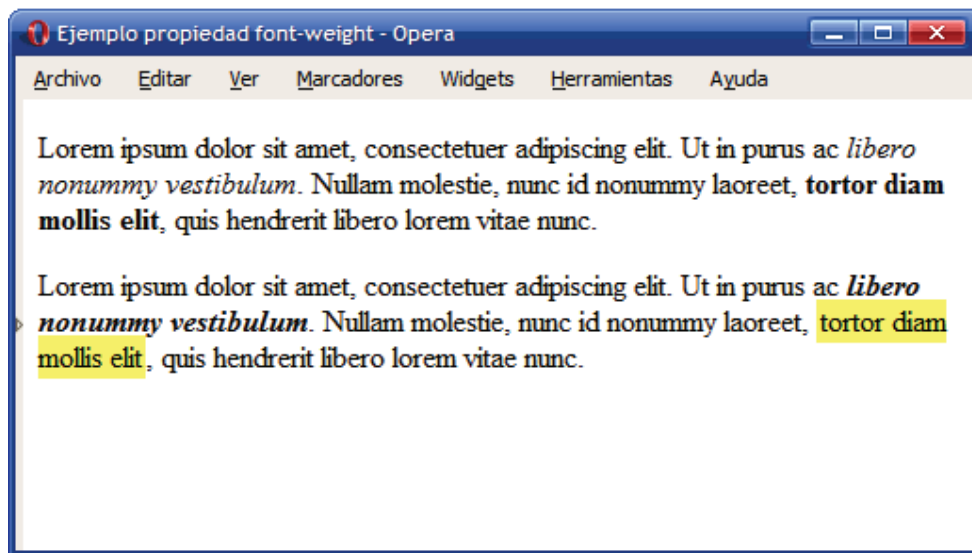 Ejemplo propiedad font-weight - Opera
Archivo Editar Ver Marcadores Widgets Herramientas Ayuda
Lorem ipsum dolor sit amet, consectetuer adipiscing elit. Ut in purus ac libero
nonummy vestibulum. Nullam molestie, nunc id nonummy laoreet, tortor diam
mollis elit, quis hendrerit libero lorem vitae nunc.
Lorem ipsum dolor sit amet, consectetuer adipiscing elit. Ut in purus ac libero
nonummy vestibulum. Nullam molestie, nunc id nonummy laoreet, tortor diam
mollis elit, quis hendrerit libero lorem vitae nunc.